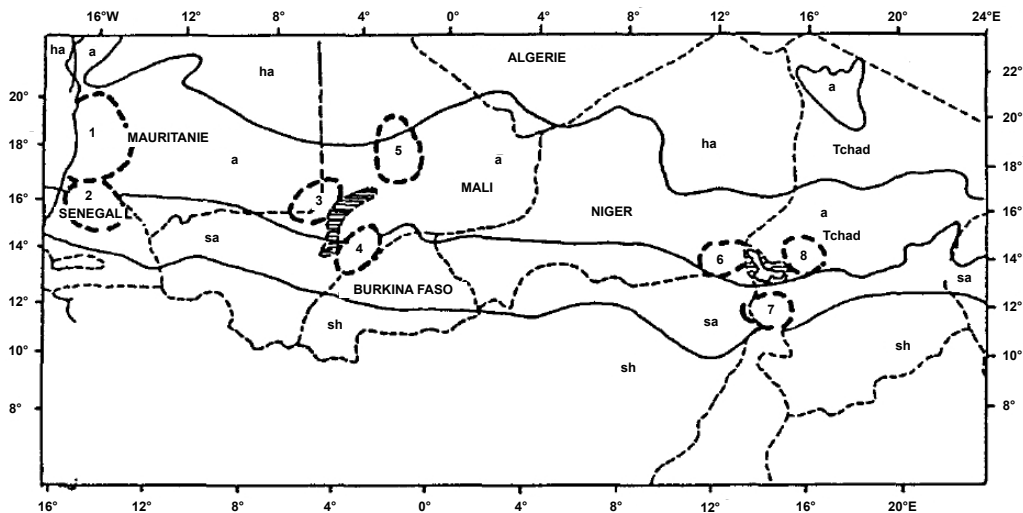 16° 12° 8° 4° 0° 4° 8° 12° 16° 20° 24°E
ha a
ALGERIE
ha 22°
a
20°
20°
1 MAURITANIE
5 ha Tchad
18°
a a 18°
MALI
2 3
16°
SENEGAL NIGER a 16°
sa Tchad
14° 4
6 8 14°
BURKINA FASO sa
12°
sh sa 7 12°
10° sh 10°
sh
8° 8°
16° 12° 8° 4° 0° 4° 8° 12° 16° 20°E